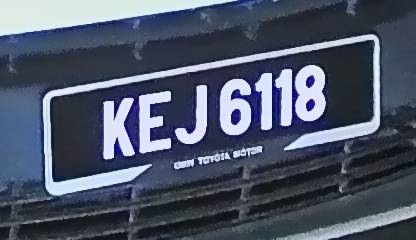 KEJ 6118
UMW TOYOTA MOTOR